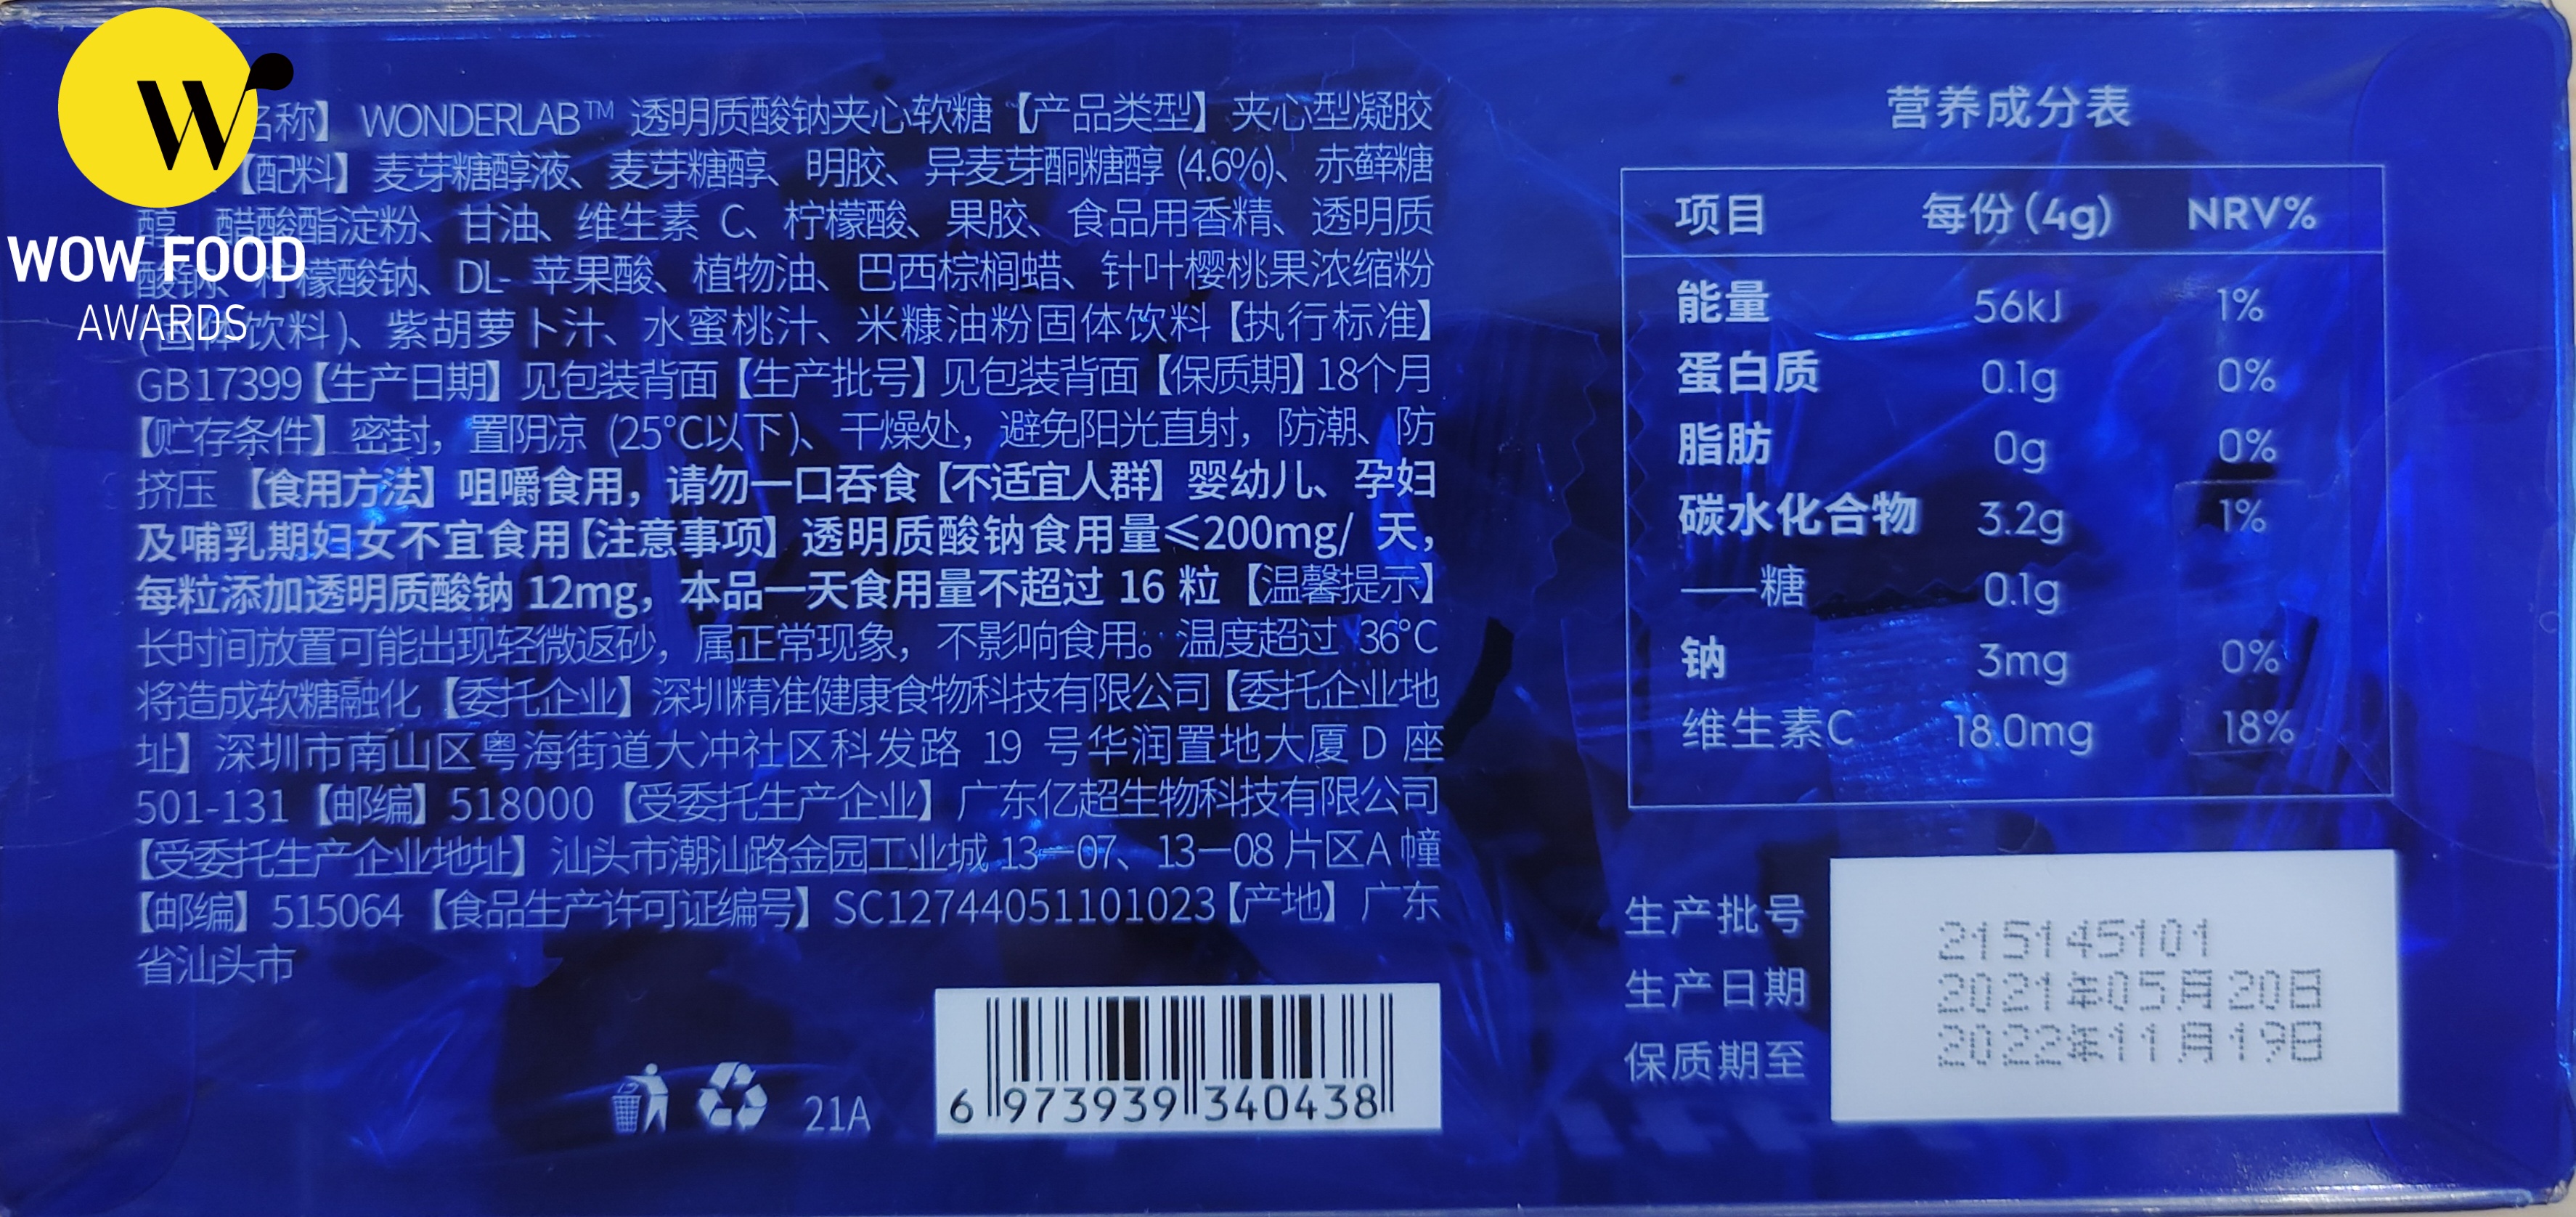 W
WOW FOOD
AWARDS
名称】 WONDERLAB™ 透明质酸钠夹心软糖【产品类型】夹心型凝胶
【配料】麦芽糖醇液、麦芽糖醇、明胶、异麦芽酮糖醇 (4.6%)、赤藓糖
醇、醋酸酯淀粉、甘油、维生素 C、柠檬酸、果胶、食品用香精、透明质
酸钠、柠檬酸钠、DL- 苹果酸、植物油、巴西棕榈蜡、针叶樱桃果浓缩粉
(固体饮料)、紫胡萝卜汁、水蜜桃汁、米糠油粉固体饮料【执行标准】
GB17399【生产日期】见包装背面【生产批号】见包装背面【保质期】18个月
【贮存条件】密封，置阴凉 (25°C以下)、干燥处，避免阳光直射，防潮、防
挤压【食用方法】咀嚼食用，请勿一口吞食【不适宜人群】婴幼儿、孕妇
及哺乳期妇女不宜食用【注意事项】透明质酸钠食用量≤200mg/ 天，
每粒添加透明质酸钠 12mg，本品一天食用量不超过 16 粒【温馨提示】
长时间放置可能出现轻微返砂，属正常现象，不影响食用。温度超过 36°C
将造成软糖融化【委托企业】深圳精准健康食物科技有限公司【委托企业地
址】深圳市南山区粤海街道大冲社区科发路 19 号华润置地大厦 D 座
501-131【邮编】518000【受委托生产企业】广东亿超生物科技有限公司
【受委托生产企业地址】汕头市潮汕路金园工业城 13—07、13—08 片区A 幢
【邮编】515064【食品生产许可证编号】SC12744051101023【产地】广东
省汕头市
21A
6 973939 340438
营养成分表
项目 每份(4g) NRV%
能量 56kJ 1%
蛋白质 0.1g 0%
脂肪 0g 0%
碳水化合物 3.2g 1%
——糖 0.1g
钠 3mg 0%
维生素C 18.0mg 18%
生产批号 215145101
生产日期 2021年05月20日
保质期至 2022年11月19日